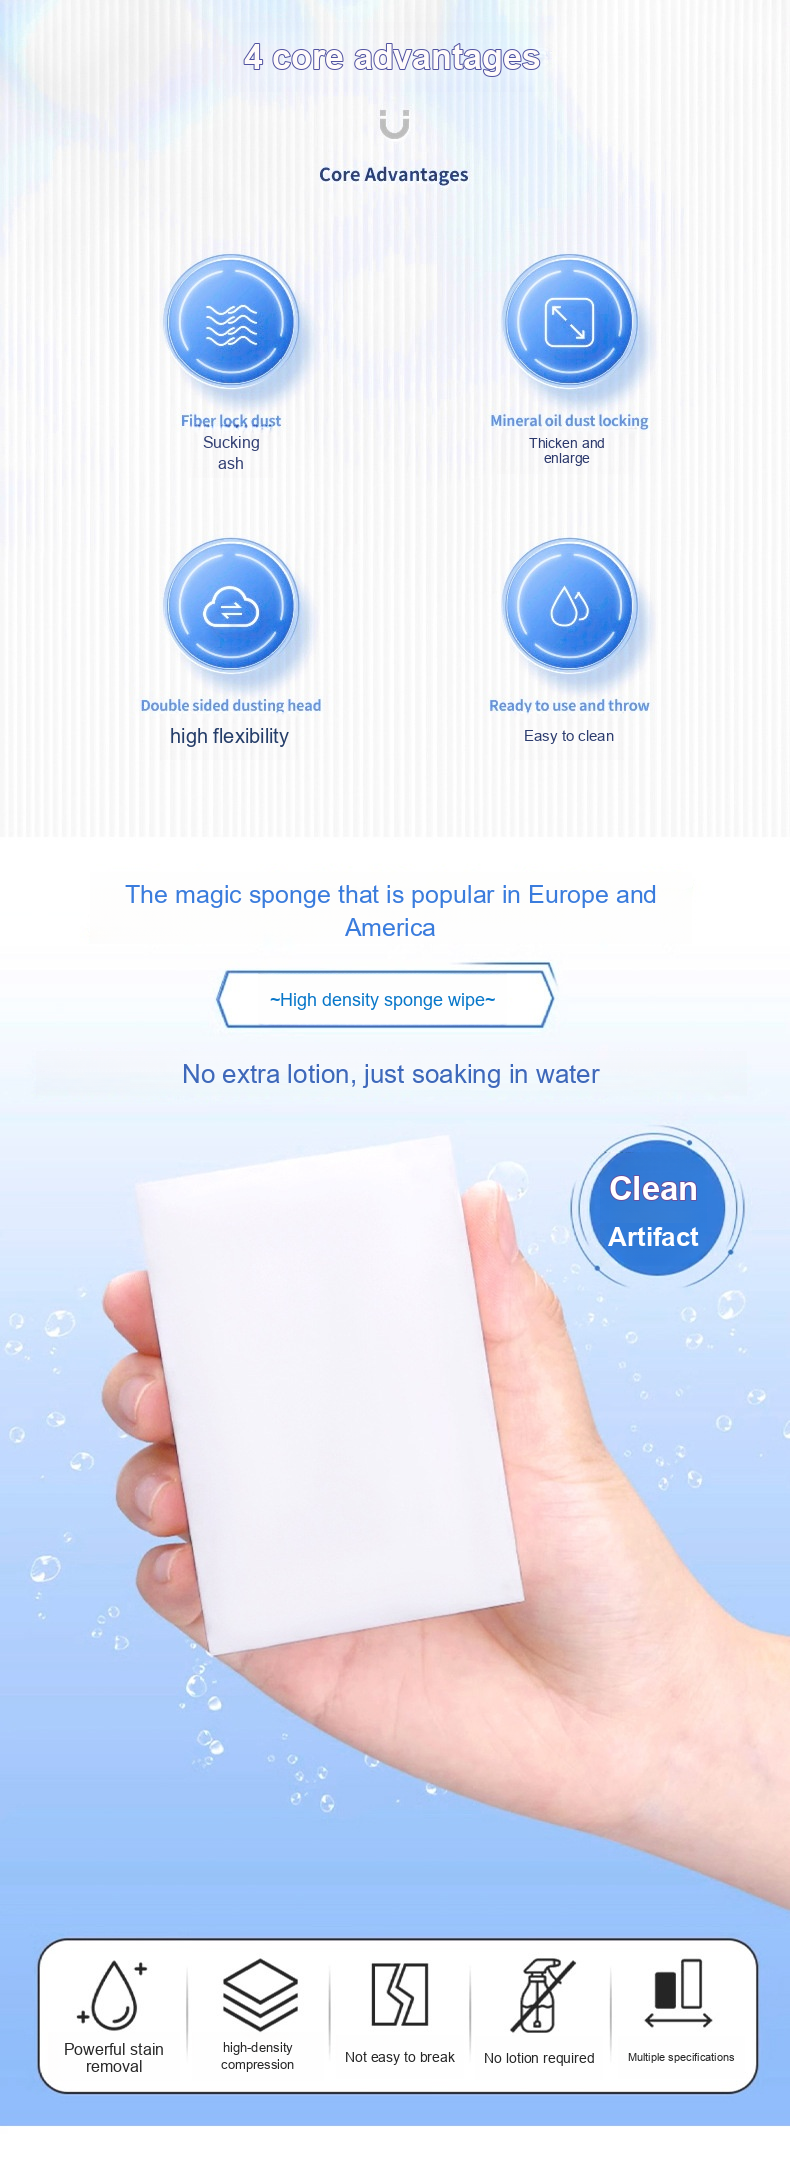 4 core advantages
Core Advantages
Fiber lock dust
Sucking
ash
Mineral oil dust locking
Thicken and
enlarge
Double sided dusting head
high flexibility
Ready to use and throw
Easy to clean
The magic sponge that is popular in Europe and
America
~High density sponge wipe~
No extra lotion, just soaking in water
Clean
Artifact
Powerful stain
removal
high-density
compression
Not easy to break
No lotion required
Multiple specifications